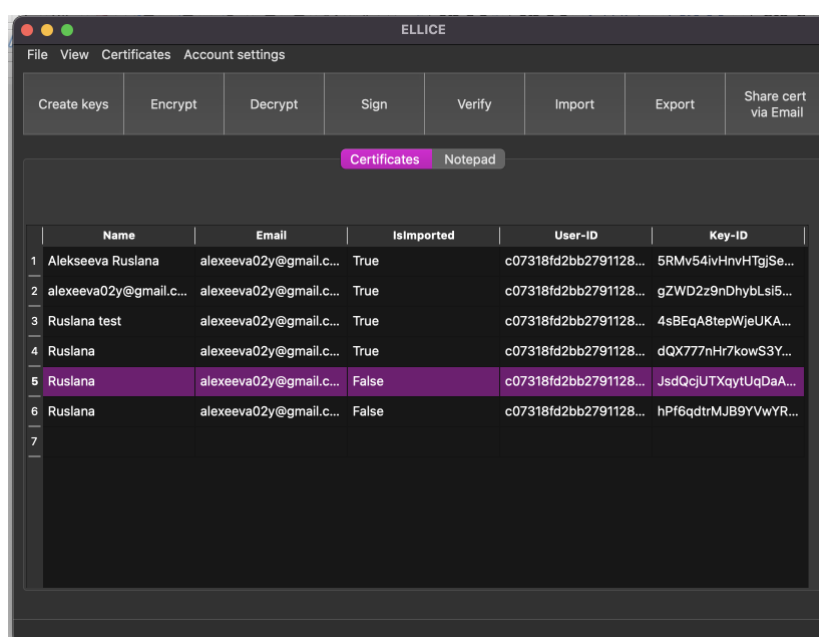 ELLICE
File View Certificates Account settings
Create keys Encrypt Decrypt Sign Verify Import Export Share cert via Email
Certificates Notepad
Name Email IsImported User-ID Key-ID
1 Alekseeva Ruslana alexeeva02y@gmail.c... True c07318fd2bb2791128... 5RMv54ivHnvHTgjSe...
2 alexeeva02y@gmail.c... alexeeva02y@gmail.c... True c07318fd2bb2791128... gZWD2z9nDhybLsi5...
3 Ruslana test alexeeva02y@gmail.c... True c07318fd2bb2791128... 4sBEqA8tepWjeUKA...
4 Ruslana alexeeva02y@gmail.c... True c07318fd2bb2791128... dQX777nHr7kowS3Y...
5 Ruslana alexeeva02y@gmail.c... False c07318fd2bb2791128... JsdQcjUTXqytUqDaA...
6 Ruslana alexeeva02y@gmail.c... False c07318fd2bb2791128... hPf6qdtrMJB9YVwYR...
7